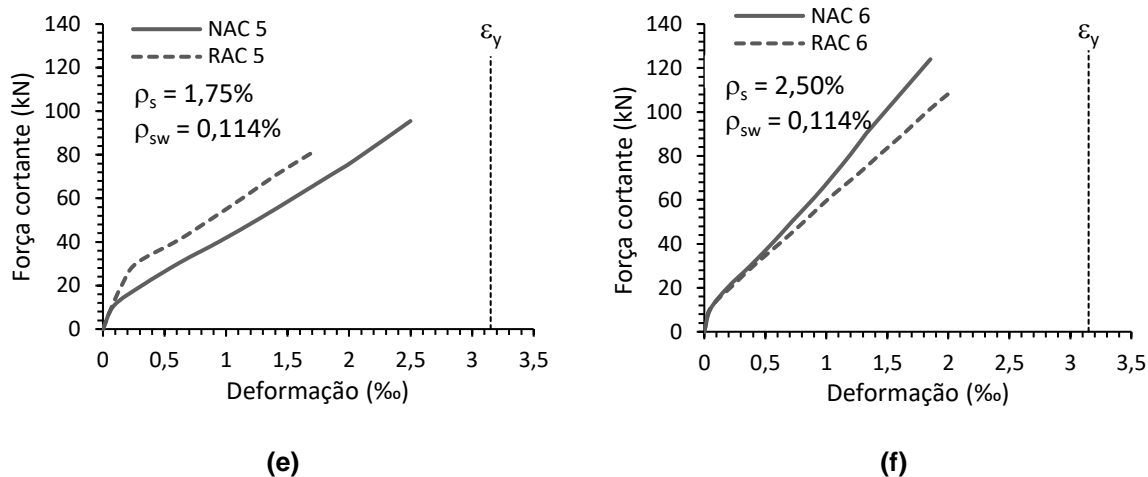 NAC 5
RAC 5
ρs = 1,75%
ρsw = 0,114%
εy
Força cortante (kN)
140
120
100
80
60
40
20
0
0 0,5 1 1,5 2 2,5 3 3,5
Deformação (‰)
(e)
NAC 6
RAC 6
ρs = 2,50%
ρsw = 0,114%
εy
Força cortante (kN)
140
120
100
80
60
40
20
0
0 0,5 1 1,5 2 2,5 3 3,5
Deformação (‰)
(f)